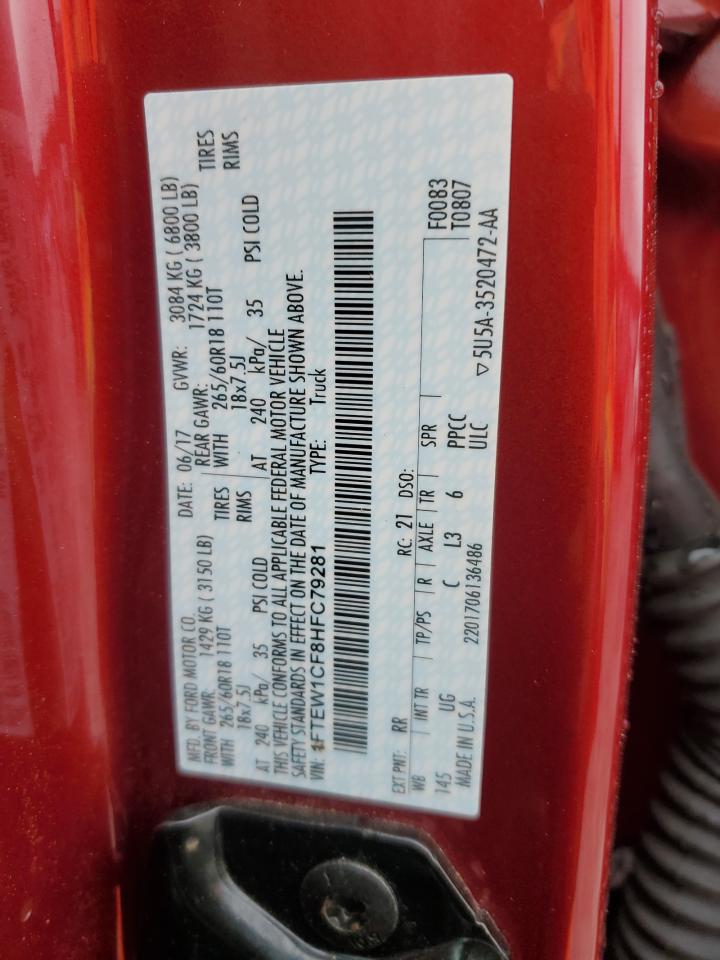 MFD. BY FORD MOTOR CO. DATE: 06/17 GVWR: 3084 KG ( 6800 LB)
FRONT GAWR: 1429 KG ( 3150 LB) REAR GAWR: 1724 KG ( 3800 LB)
WITH 265/60R18 110T TIRES WITH 265/60R18 110T TIRES
18x7.5J RIMS 18x7.5J RIMS
AT 240 kPa/ 35 PSI COLD AT 240 kPa/ 35 PSI COLD
THIS VEHICLE CONFORMS TO ALL APPLICABLE FEDERAL MOTOR VEHICLE
SAFETY STANDARDS IN EFFECT ON THE DATE OF MANUFACTURE SHOWN ABOVE.
VIN: 1FTEW1CF8HFC79281 TYPE: Truck
EXT PNT: RR RC: 21 DSO: F0083
WB INT TR TP/PS R AXLE TR SPR T0807
145 UG C L3 6 PPCC
MADE IN U.S.A. 2201706136486 ULC ▽5U5A-3520472-AA